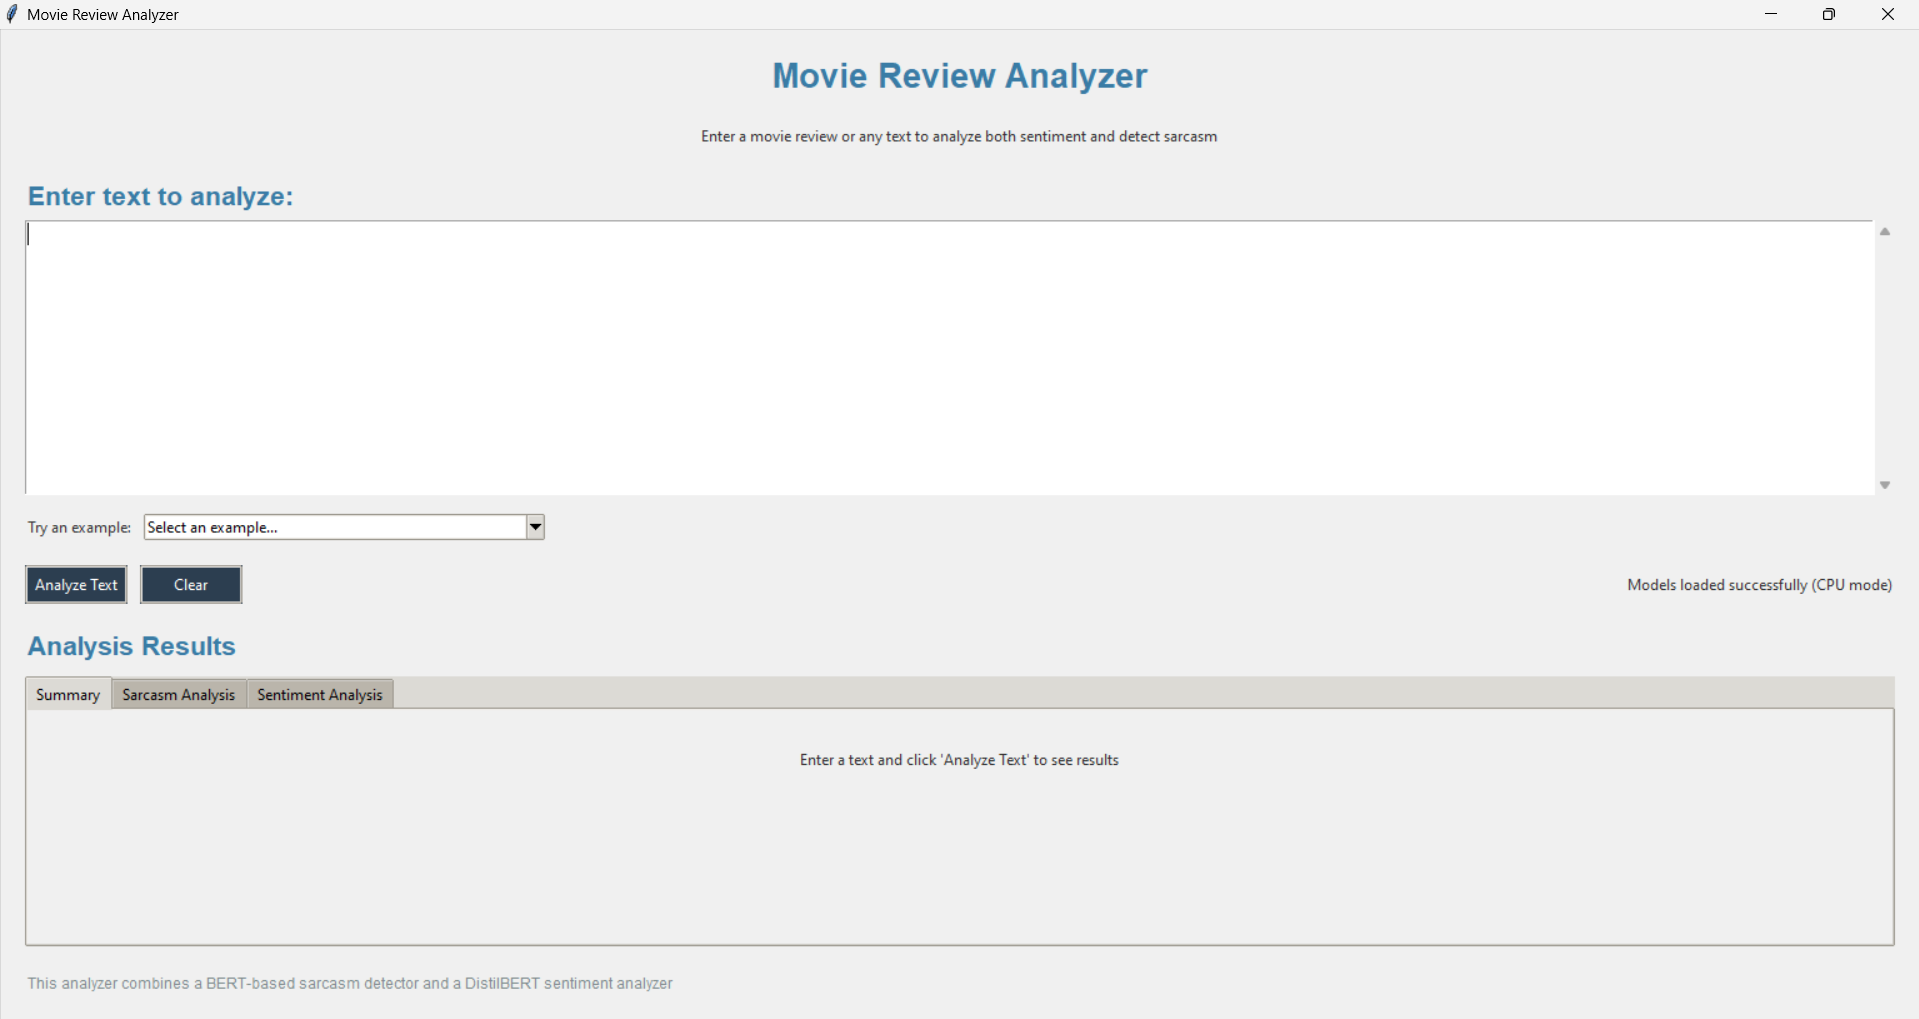 Movie Review Analyzer
Movie Review Analyzer
Enter a movie review or any text to analyze both sentiment and detect sarcasm
Enter text to analyze:
Try an example: Select an example...
Analyze Text Clear Models loaded successfully (CPU mode)
Analysis Results
Summary Sarcasm Analysis Sentiment Analysis
Enter a text and click 'Analyze Text' to see results
This analyzer combines a BERT-based sarcasm detector and a DistilBERT sentiment analyzer